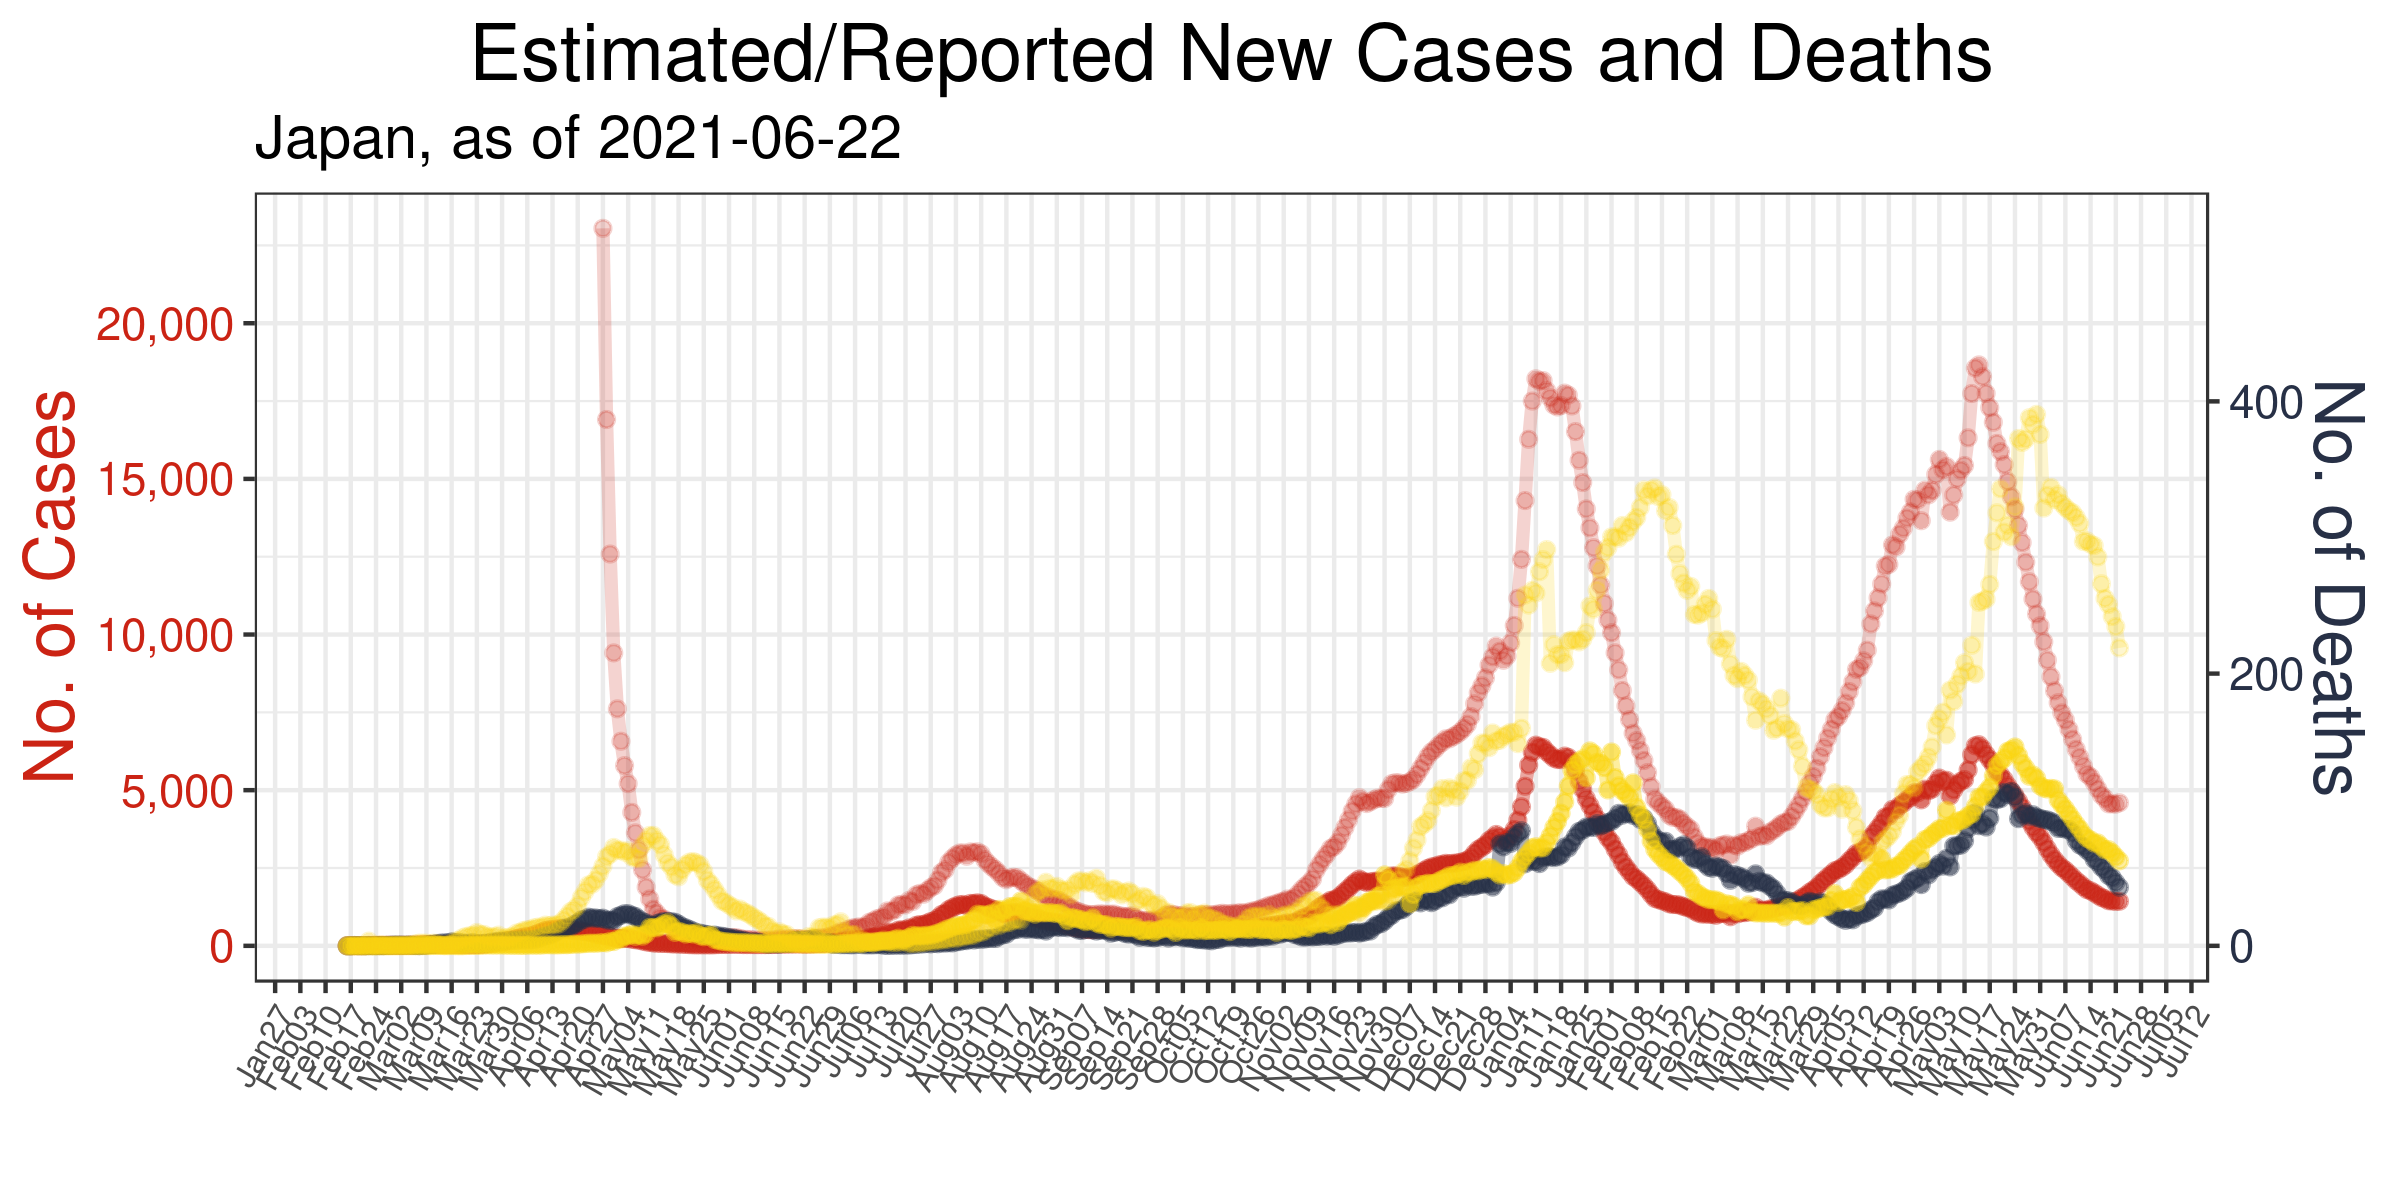 Estimated/Reported New Cases and Deaths
Japan, as of 2021-06-22
No. of Cases
20,000
15,000
10,000
5,000
0
No. of Deaths
400
200
0
Jan27
Feb03
Feb10
Feb17
Feb24
Mar02
Mar09
Mar16
Mar23
Mar30
Apr06
Apr13
Apr20
Apr27
May04
May11
May18
May25
Jun01
Jun08
Jun15
Jun22
Jun29
Jul06
Jul13
Jul20
Jul27
Aug03
Aug10
Aug17
Aug24
Aug31
Sep07
Sep14
Sep21
Sep28
Oct05
Oct12
Oct19
Oct26
Nov02
Nov09
Nov16
Nov23
Nov30
Dec07
Dec14
Dec21
Dec28
Jan04
Jan11
Jan18
Jan25
Feb01
Feb08
Feb15
Feb22
Mar01
Mar08
Mar15
Mar22
Mar29
Apr05
Apr12
Apr19
Apr26
May03
May10
May17
May24
May31
Jun07
Jun14
Jun21
Jun28
Jul05
Jul12